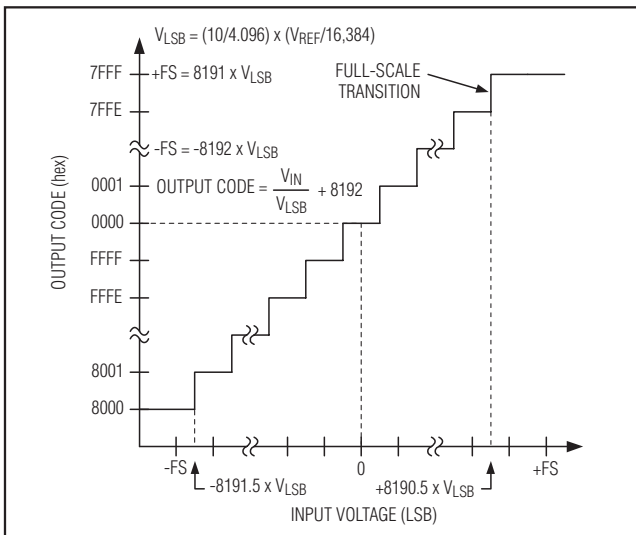 V_LSB = (10/4.096) x (V_REF/16,384)
7FFF
+FS = 8191 x V_LSB
FULL-SCALE
TRANSITION
7FFE
-FS = -8192 x V_LSB
0001
OUTPUT CODE = V_IN / V_LSB + 8192
0000
FFFF
FFFE
8001
8000
OUTPUT CODE (hex)
-FS
0
+FS
-8191.5 x V_LSB
+8190.5 x V_LSB
INPUT VOLTAGE (LSB)